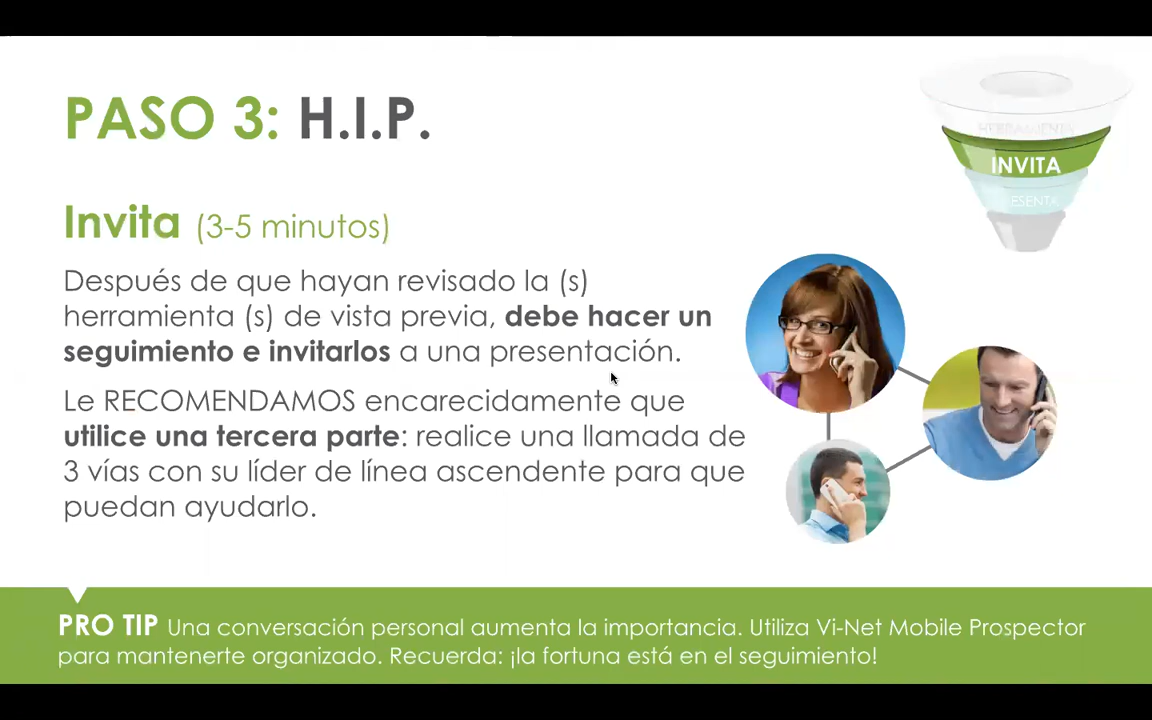 PASO 3: H.I.P.
HERRAMIENTA
INVITA
ESENTA
Invita (3-5 minutos)
Después de que hayan revisado la (s)
herramienta (s) de vista previa, debe hacer un
seguimiento e invitarlos a una presentación.
Le RECOMENDAMOS encarecidamente que
utilice una tercera parte: realice una llamada de
3 vías con su líder de línea ascendente para que
puedan ayudarlo.
PRO TIP Una conversación personal aumenta la importancia. Utiliza Vi-Net Mobile Prospector
para mantenerte organizado. Recuerda: ¡la fortuna está en el seguimiento!